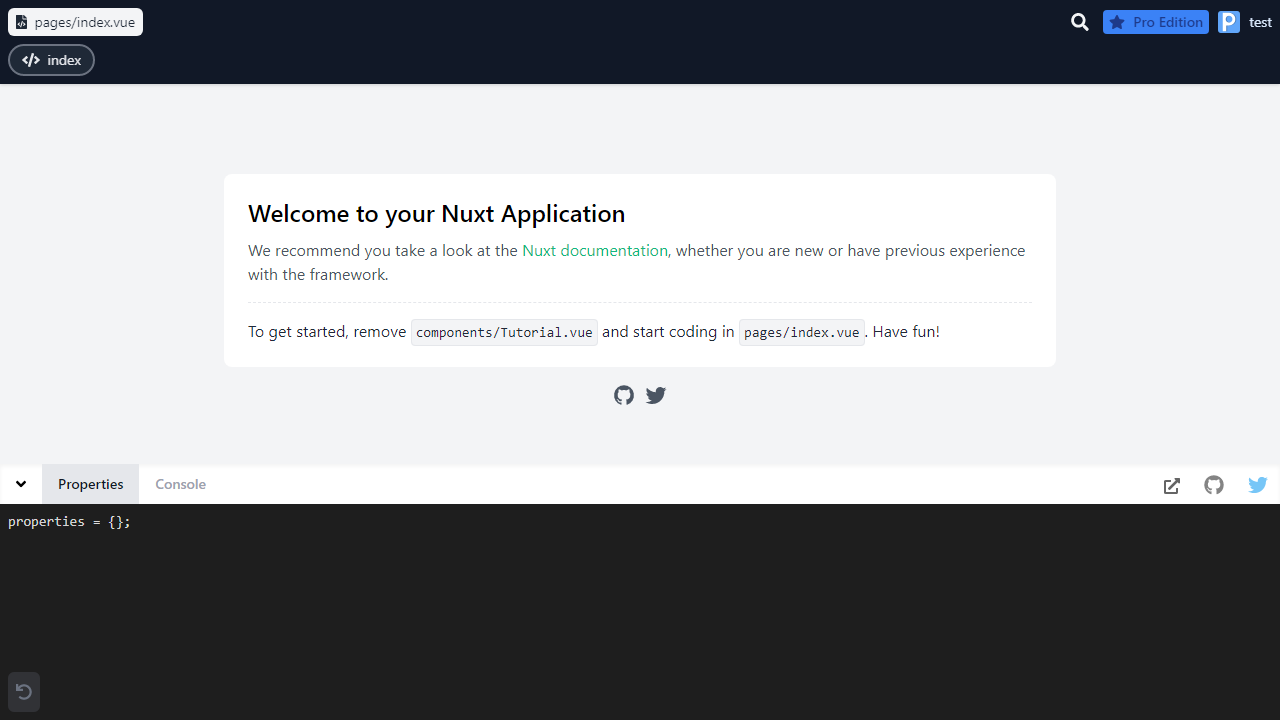 pages/index.vue
Pro Edition
test
index
Welcome to your Nuxt Application
We recommend you take a look at the Nuxt documentation, whether you are new or have previous experience
with the framework.
To get started, remove components/Tutorial.vue and start coding in pages/index.vue. Have fun!
Properties
Console
properties = {};